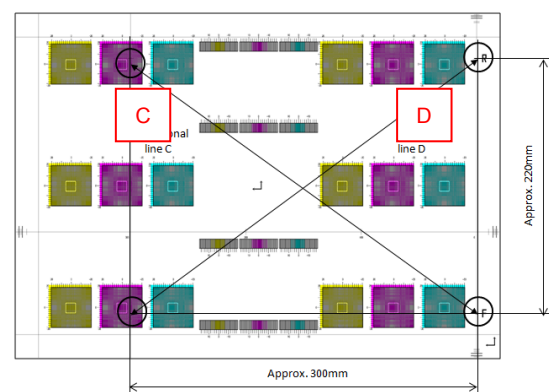 R
C
D
onal
line C
line D
Approx. 220mm
F
Approx. 300mm